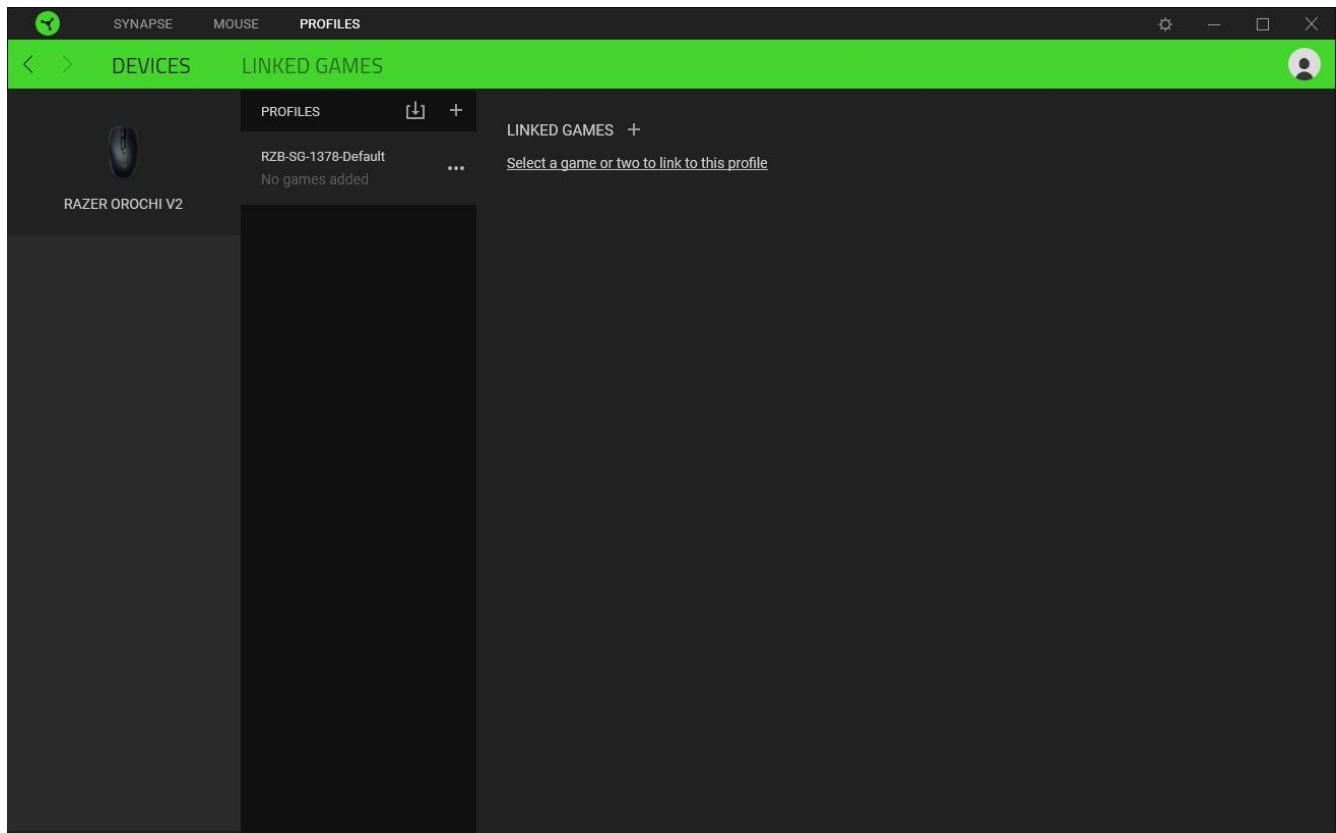 SYNAPSE MOUSE PROFILES
DEVICES LINKED GAMES
RAZER OROCHI V2
PROFILES
RZB-SG-1378-Default
No games added
LINKED GAMES
Select a game or two to link to this profile